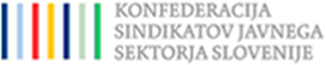 KONFEDERACIJA
SINDIKATOV JAVNEGA
SEKTORJA SLOVENIJE